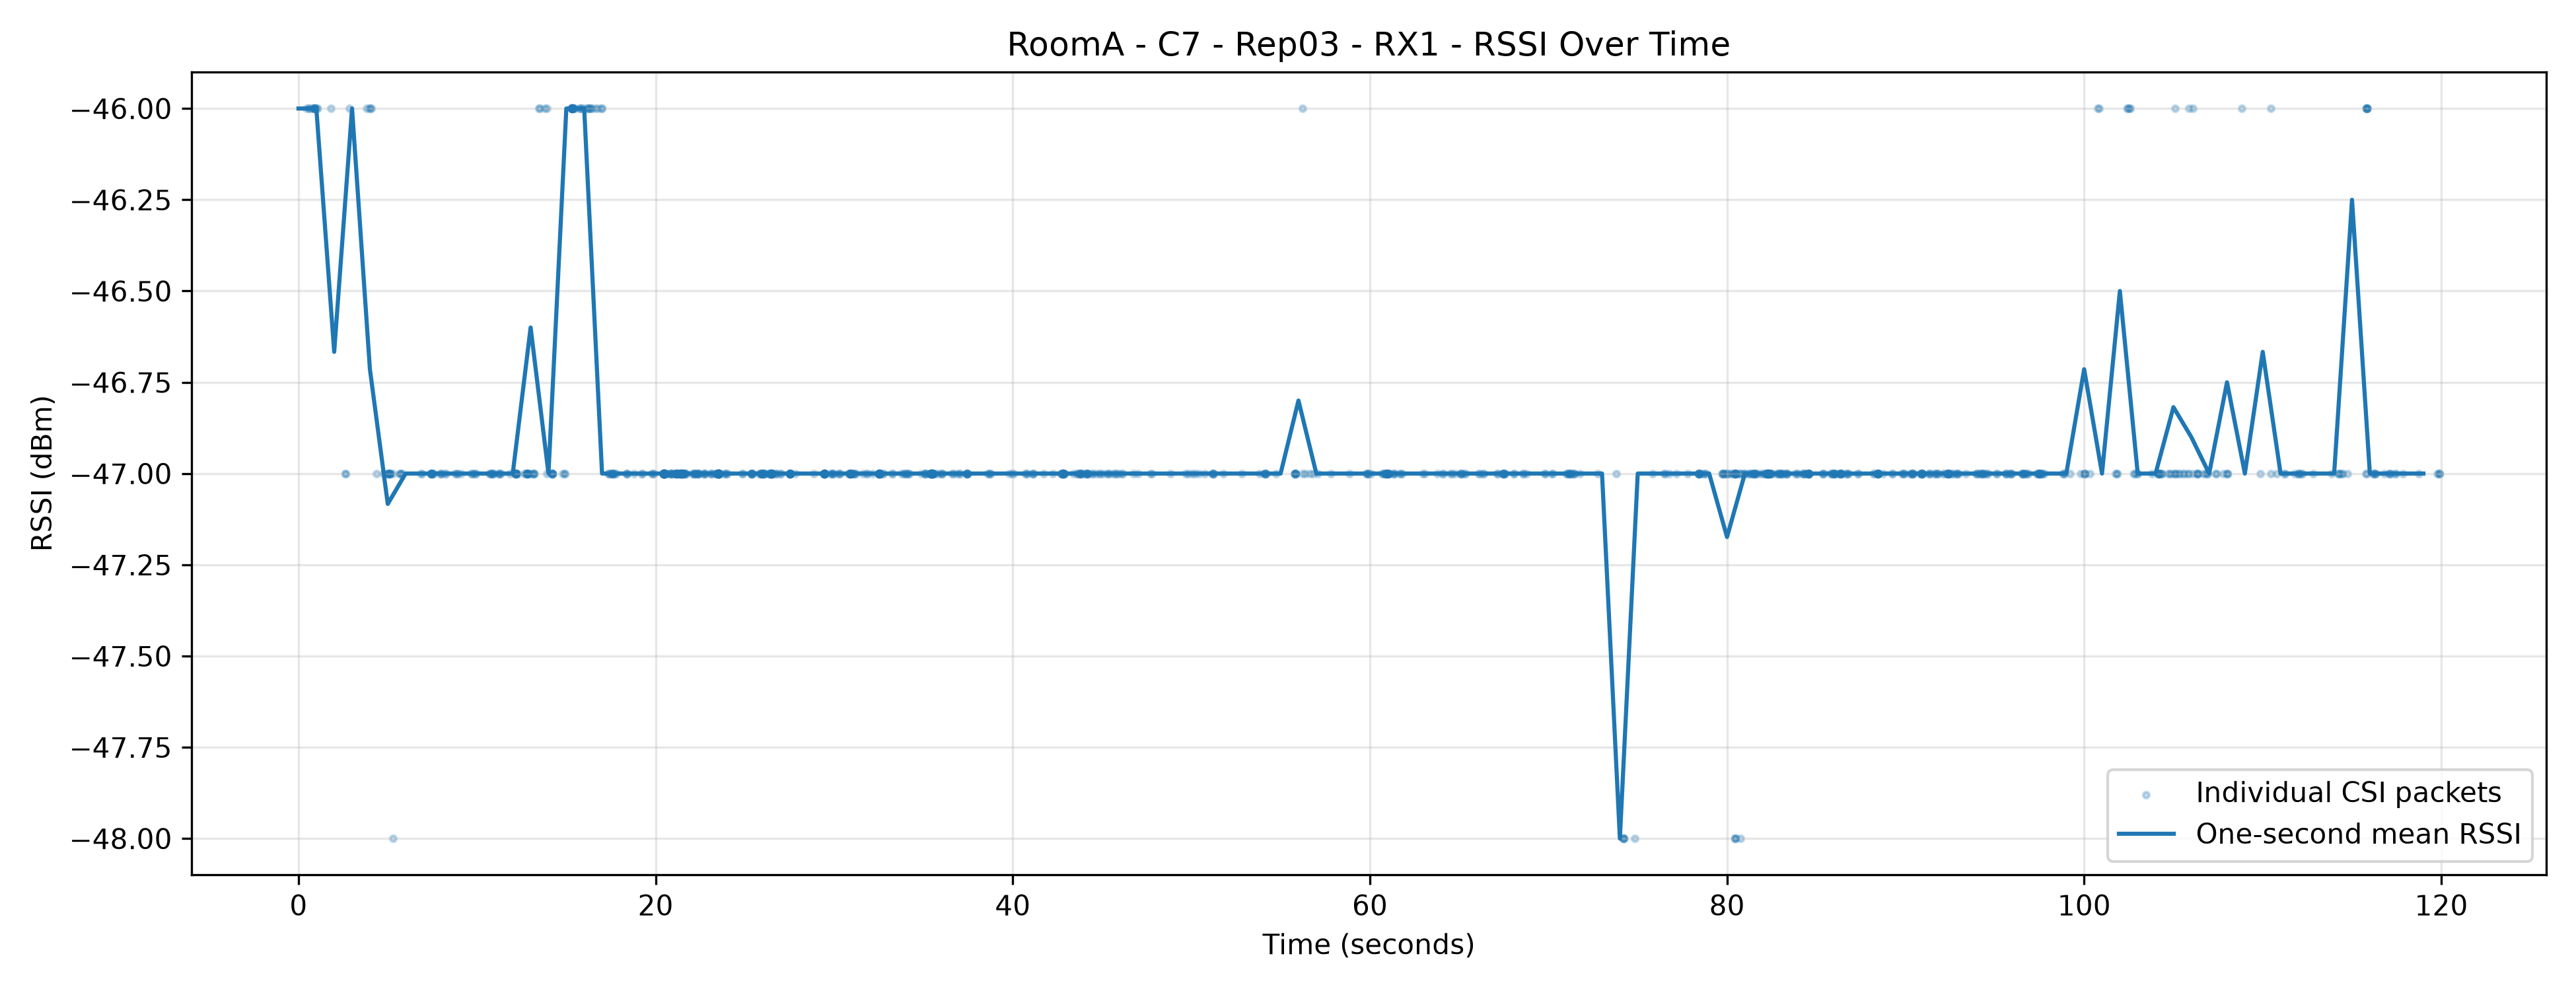 RoomA - C7 - Rep03 - RX1 - RSSI Over Time
RSSI (dBm)
−46.00
−46.25
−46.50
−46.75
−47.00
−47.25
−47.50
−47.75
−48.00
Individual CSI packets
One-second mean RSSI
0 20 40 60 80 100 120
Time (seconds)